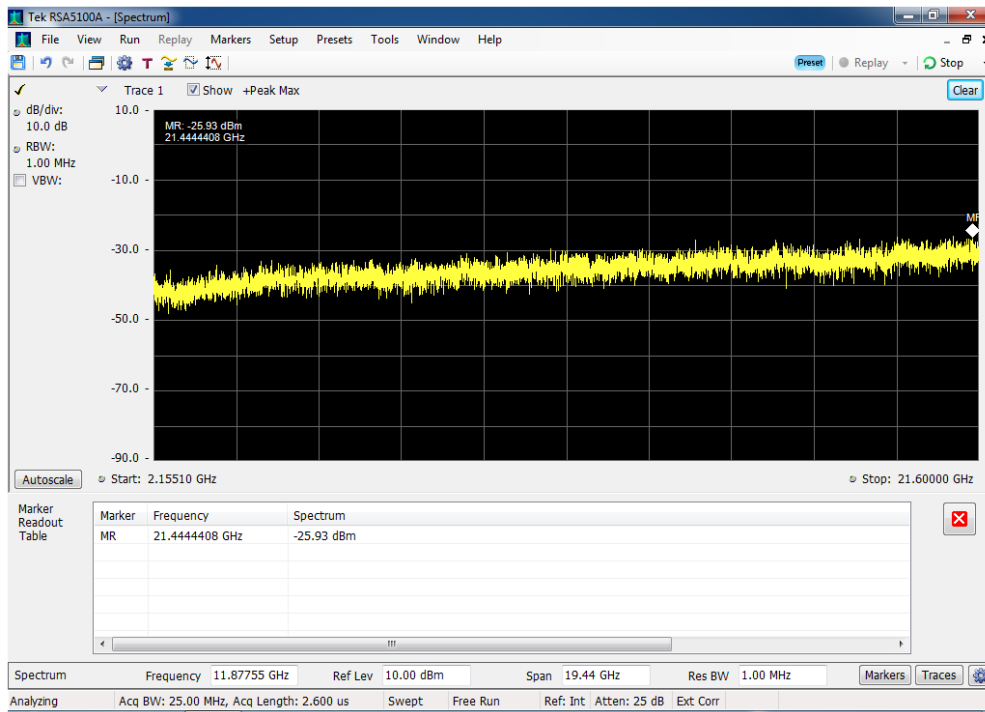 Tek RSA5100A - [Spectrum]
File View Run Replay Markers Setup Presets Tools Window Help
T Preset Replay Stop
Trace 1 Show +Peak Max Clear
dB/div:
10.0 dB
RBW:
1.00 MHz
VBW:
10.0
-10.0
-30.0
-50.0
-70.0
-90.0
MR: -25.93 dBm
21.4444408 GHz
MR
Autoscale Start: 2.15510 GHz Stop: 21.60000 GHz
Marker
Readout
Table
Marker Frequency Spectrum
MR 21.4444408 GHz -25.93 dBm
Spectrum Frequency 11.87755 GHz Ref Lev 10.00 dBm Span 19.44 GHz Res BW 1.00 MHz Markers Traces
Analyzing Acq BW: 25.00 MHz, Acq Length: 2.600 us Swept Free Run Ref: Int Atten: 25 dB Ext Corr